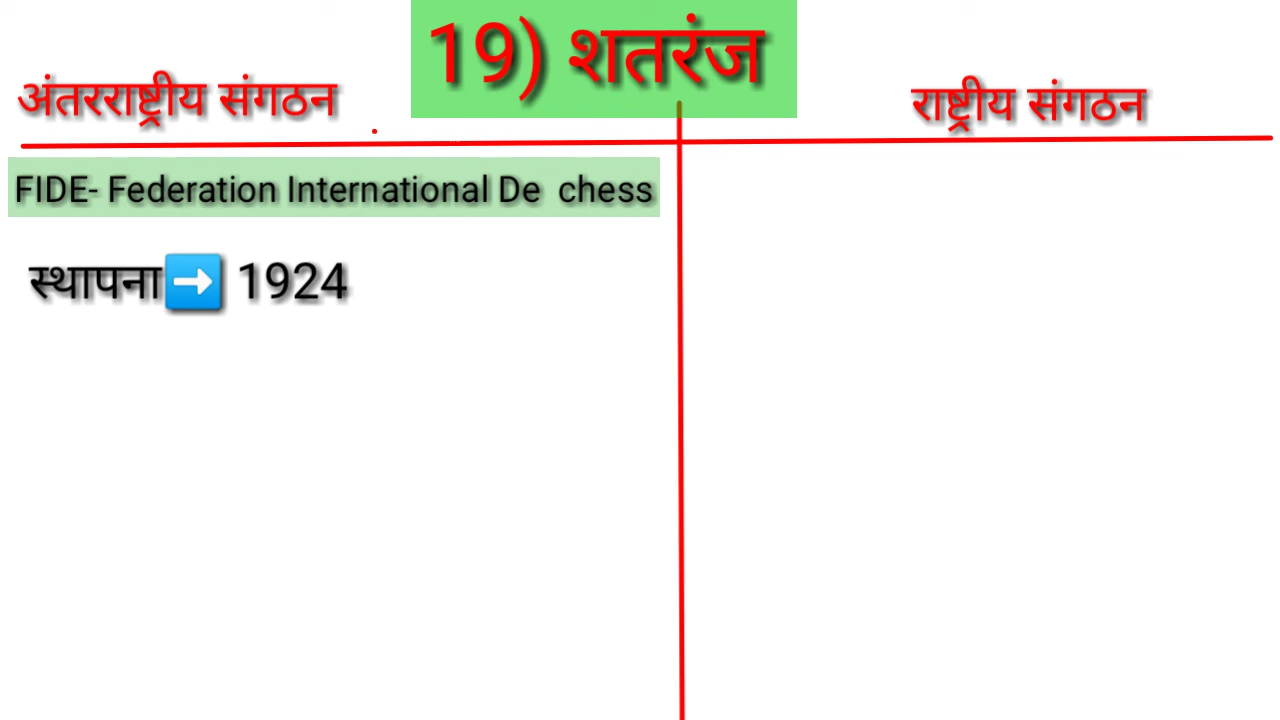 19) शतरंज
अंतरराष्ट्रीय संगठन
राष्ट्रीय संगठन
FIDE- Federation International De chess
स्थापना➡️ 1924